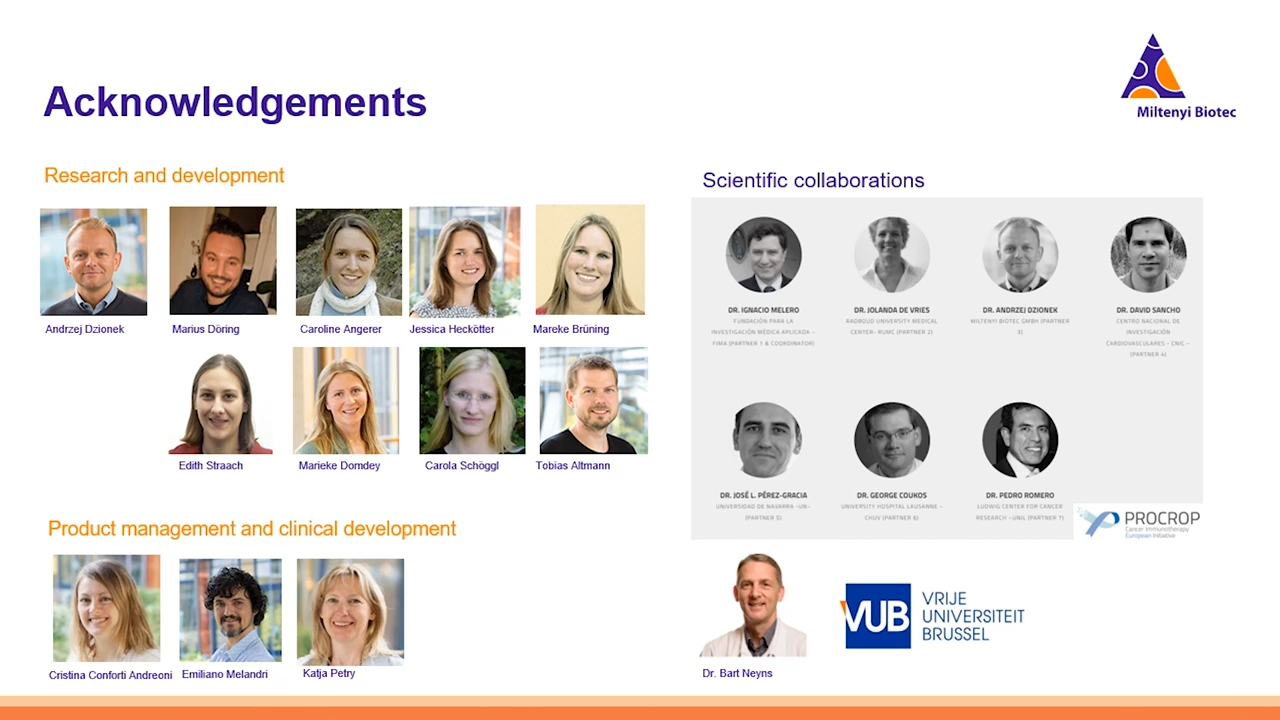 Acknowledgements
Miltenyi Biotec
Research and development
Andrzej Dzionek
Marius Döring
Caroline Angerer
Jessica Heckötter
Mareke Brüning
Edith Straach
Marieke Domdey
Carola Schöggl
Tobias Altmann
Product management and clinical development
Cristina Conforti Andreoni
Emiliano Melandri
Katja Petry
Scientific collaborations
DR. IGNACIO MELERO
FUNDACIÓN PARA LA
INVESTIGACIÓN MÉDICA APLICADA –
FIMA (PARTNER 1 & COORDINATOR)
DR. JOLANDA DE VRIES
RADBOUD UNIVERSITY MEDICAL
CENTER- RUMC (PARTNER 2)
DR. ANDRZEJ DZIONEK
MILTENYI BIOTEC GMBH (PARTNER
3)
DR. DAVID SANCHO
CENTRO NACIONAL DE
INVESTIGACIÓN
CARDIOVASCULARES - CNIC –
(PARTNER 4)
DR. JOSÉ L. PÉREZ-GRACIA
UNIVERSIDAD DE NAVARRA -UN-
(PARTNER 5)
DR. GEORGE COUKOS
UNIVERSITY HOSPITAL LAUSANNE –
CHUV (PARTNER 6)
DR. PEDRO ROMERO
LUDWIG CENTER FOR CANCER
RESEARCH –UNIL (PARTNER 7)
PROCROP
Cancer Immunotherapy
European Initiative
Dr. Bart Neyns
VUB
VRIJE
UNIVERSITEIT
BRUSSEL